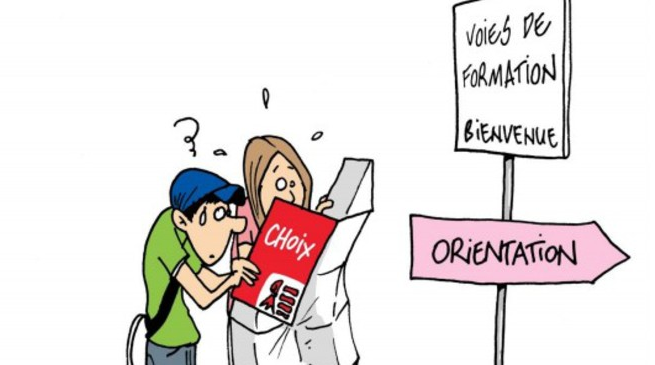 VOIES DE
FORMATION
BIENVENUE
CHOIX
ORIENTATION